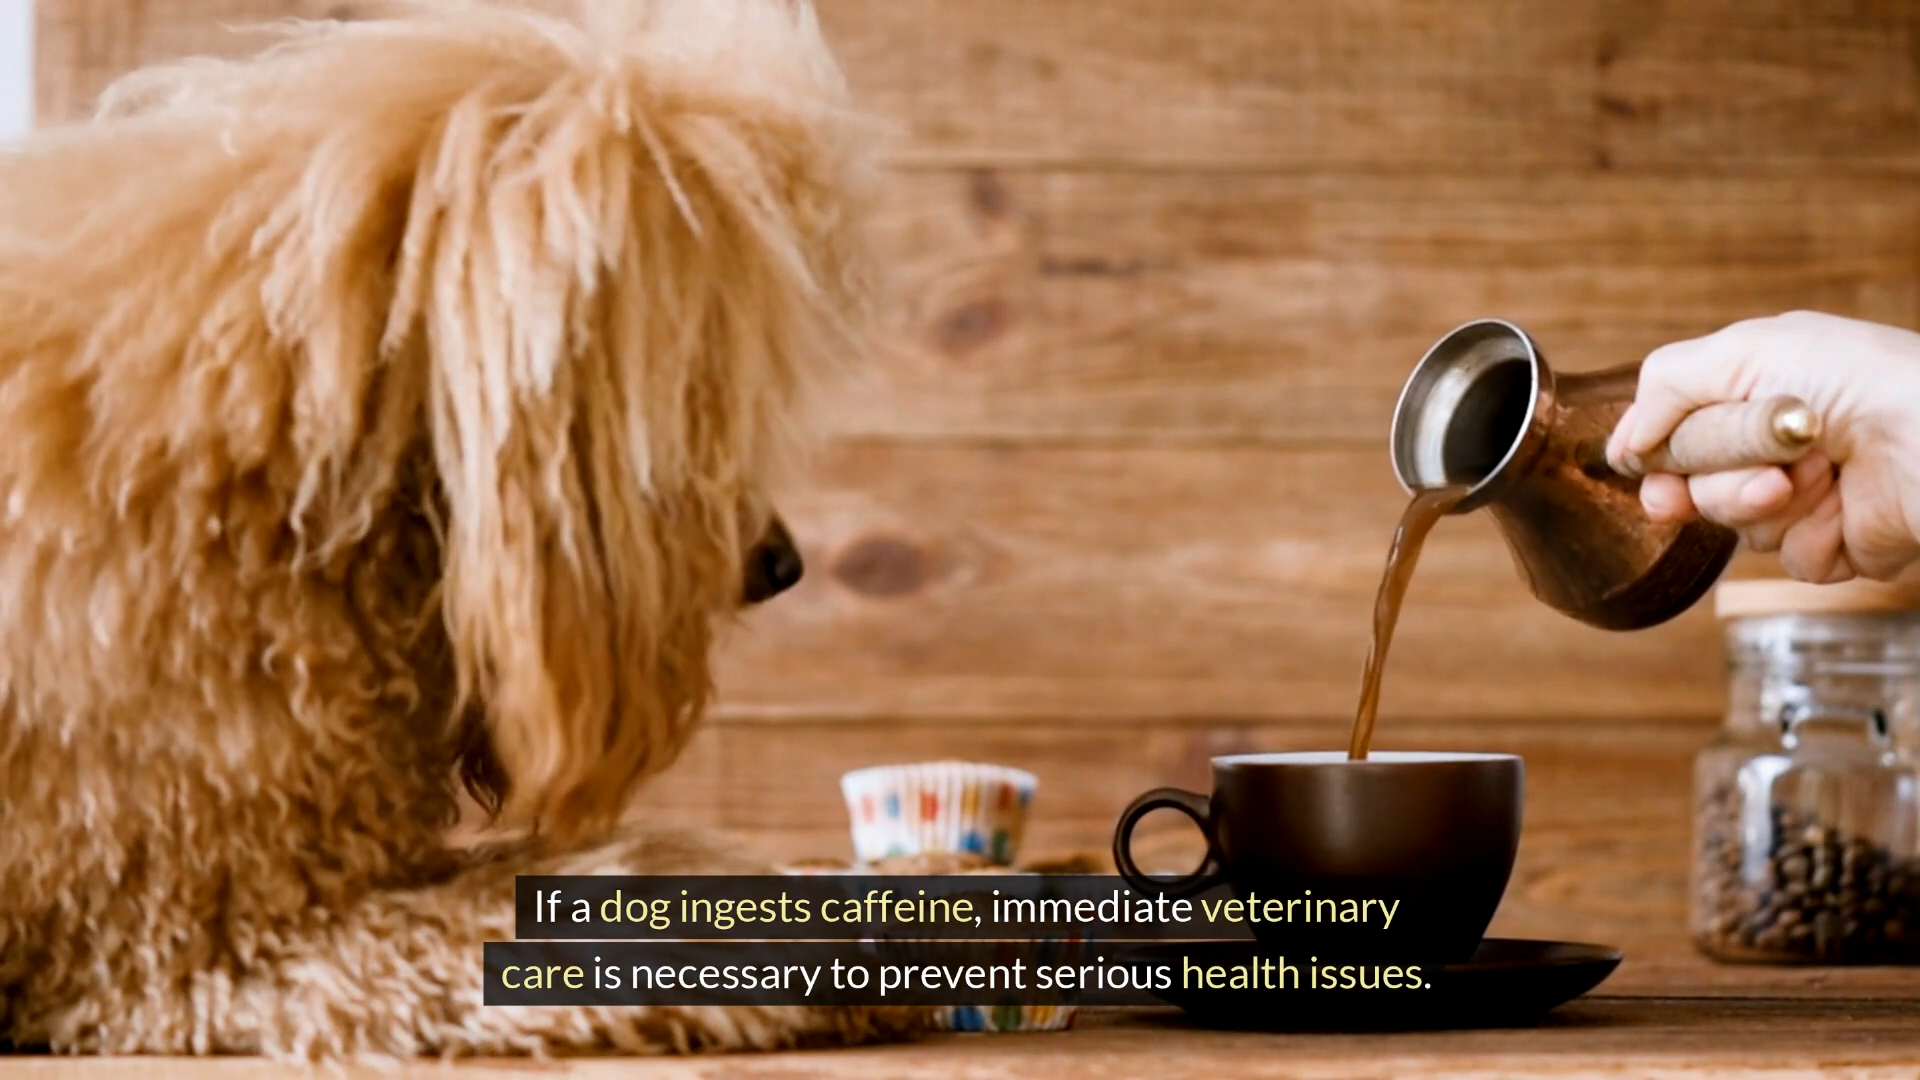 If a dog ingests caffeine, immediate veterinary
care is necessary to prevent serious health issues.